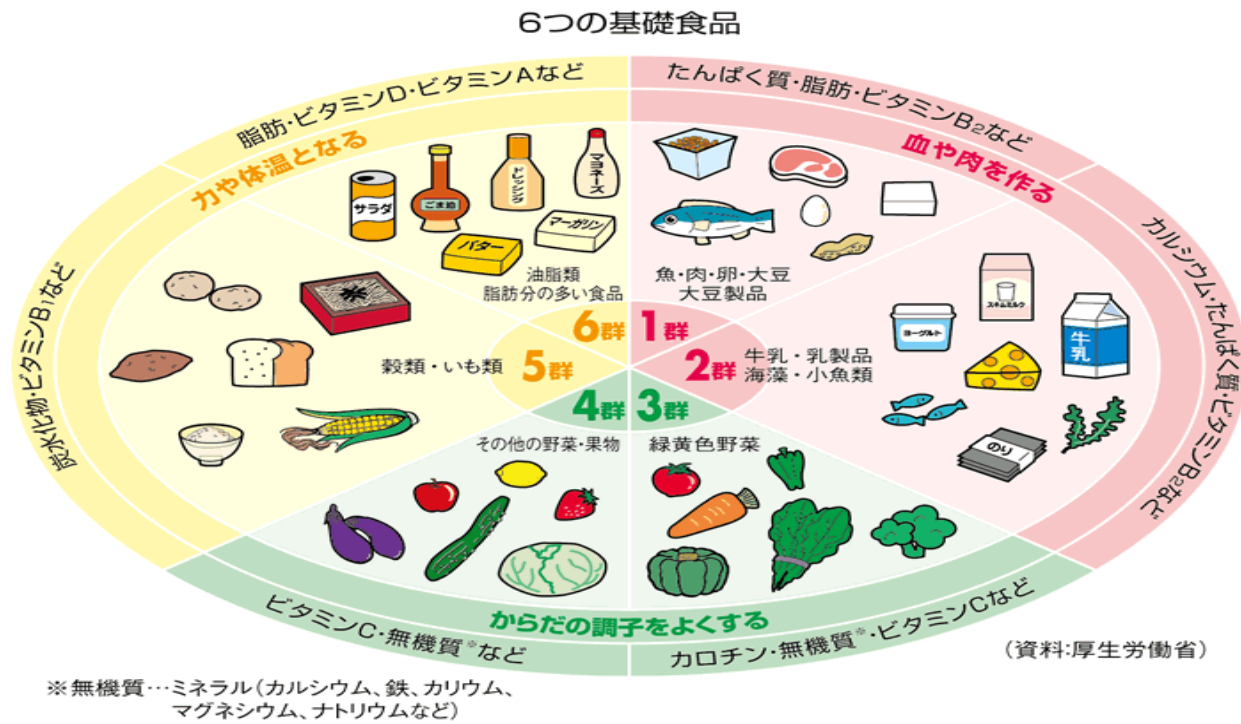 6つの基礎食品
脂肪・ビタミンD・ビタミンAなど
たんぱく質・脂肪・ビタミンB₂など
力や体温となる
血や肉を作る
サラダ
ごま油
ドレッシング
マヨネーズ
バター
マーガリン
油脂類
脂肪分の多い食品
魚・肉・卵・大豆
大豆製品
カルシウム・たんぱく質・ビタミンB₂など
スキムミルク
ヨーグルト
牛乳
のり
炭水化物・ビタミンB₁など
6群
1群
穀類・いも類
5群
2群
牛乳・乳製品
海藻・小魚類
4群
3群
その他の野菜・果物
緑黄色野菜
からだの調子をよくする
ビタミンC・無機質※など
カロチン・無機質※・ビタミンCなど
(資料:厚生労働省)
※無機質…ミネラル(カルシウム、鉄、カリウム、
マグネシウム、ナトリウムなど)